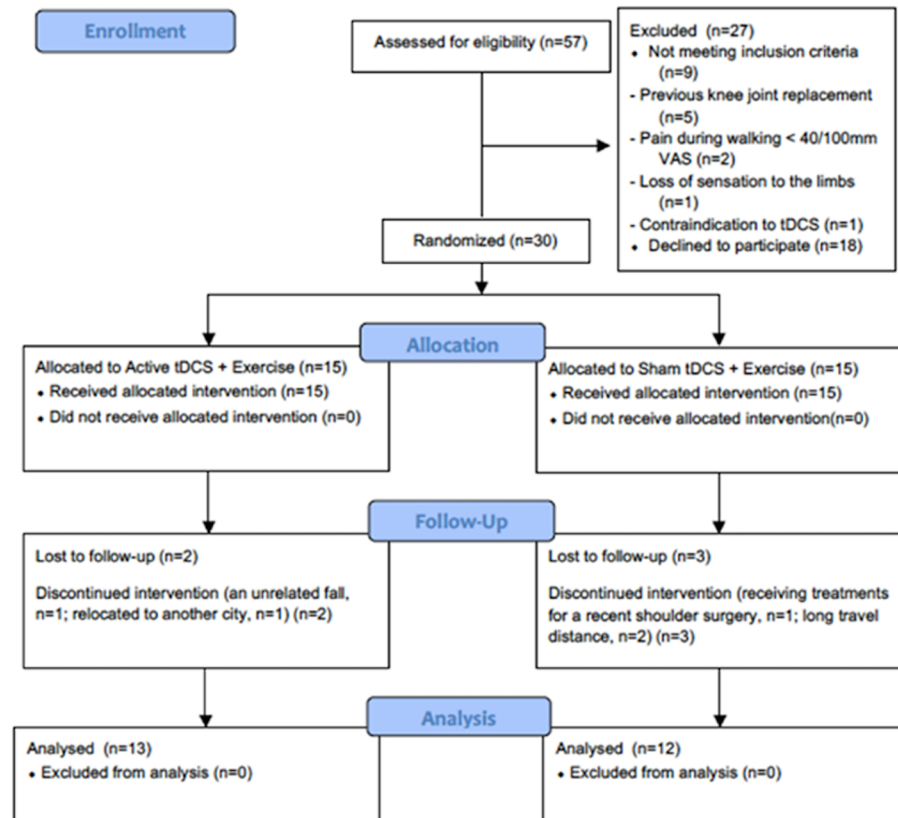 Enrollment
Assessed for eligibility (n=57)
Excluded (n=27)
• Not meeting inclusion criteria
(n=9)
- Previous knee joint replacement
(n=5)
- Pain during walking < 40/100mm
VAS (n=2)
- Loss of sensation to the limbs
(n=1)
- Contraindication to tDCS (n=1)
• Declined to participate (n=18)
Randomized (n=30)
Allocation
Allocated to Active tDCS + Exercise (n=15)
• Received allocated intervention (n=15)
• Did not receive allocated intervention (n=0)
Allocated to Sham tDCS + Exercise (n=15)
• Received allocated intervention (n=15)
• Did not receive allocated intervention(n=0)
Follow-Up
Lost to follow-up (n=2)
Discontinued intervention (an unrelated fall,
n=1; relocated to another city, n=1) (n=2)
Lost to follow-up (n=3)
Discontinued intervention (receiving treatments
for a recent shoulder surgery, n=1; long travel
distance, n=2) (n=3)
Analysis
Analysed (n=13)
• Excluded from analysis (n=0)
Analysed (n=12)
• Excluded from analysis (n=0)